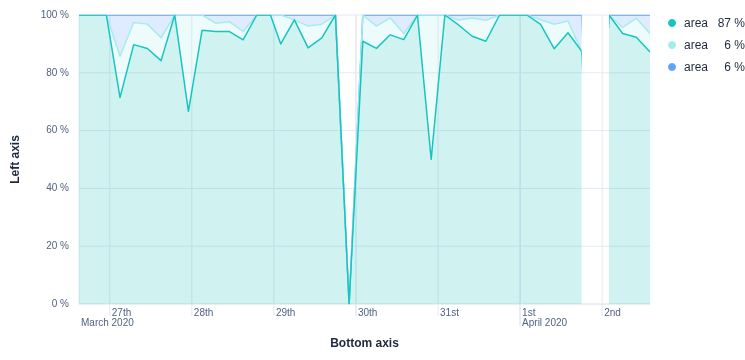 100 %
80 %
60 %
40 %
20 %
0 %
Left axis
27th
March 2020
28th
29th
30th
31st
1st
April 2020
2nd
Bottom axis
area 87 %
area 6 %
area 6 %